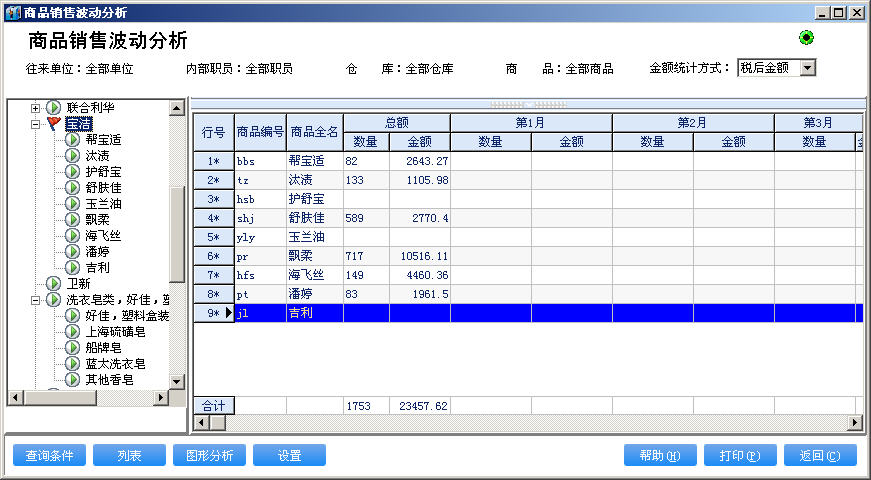 商品销售波动分析
商品销售波动分析
往来单位：全部单位 内部职员：全部职员 仓 库：全部仓库 商 品：全部商品 金额统计方式： 税后金额
联合利华
宝洁
帮宝适
汰渍
护舒宝
舒肤佳
玉兰油
飘柔
海飞丝
潘婷
吉利
卫新
洗衣皂类，好佳，塑
好佳，塑料盒装
上海硫磺皂
船牌皂
蓝太洗衣皂
其他香皂
行号 商品编号 商品全名 总额 第1月 第2月 第3月
数量 金额 数量 金额 数量 金额 数量
1* bbs 帮宝适 82 2643.27
2* tz 汰渍 133 1105.98
3* hsb 护舒宝
4* shj 舒肤佳 589 2770.4
5* yly 玉兰油
6* pr 飘柔 717 10516.11
7* hfs 海飞丝 149 4460.36
8* pt 潘婷 83 1961.5
9* jl 吉利
合计 1753 23457.62
查询条件 列表 图形分析 设置 帮助(H) 打印(P) 返回(C)